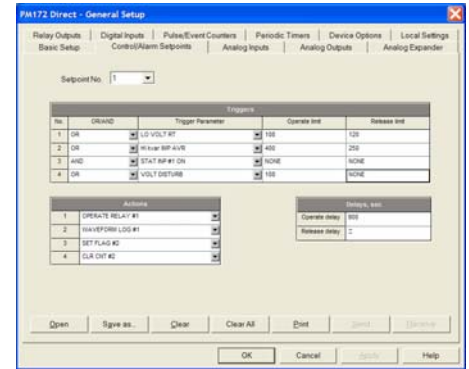 PM172 Direct - General Setup
Relay Outputs Digital Inputs Pulse/Event Counters Periodic Timers Device Options Local Settings
Basic Setup Control/Alarm Setpoints Analog Inputs Analog Outputs Analog Expander
Setpoint No. 1
Triggers
No. OR/AND Trigger Parameter Operate limit Release limit
1 OR LO VOLT RT 100 120
2 OR HI kvar IMP AVR 400 250
3 AND STAT INP #1 ON NONE NONE
4 OR VOLT DISTURB 100 NONE
Actions
1 OPERATE RELAY #1
2 WAVEFORM LOG #1
3 SET FLAG #2
4 CLR CNT #2
Delays, sec
Operate delay 800
Release delay
Open Save as... Clear Clear All Print Send Receive
OK Cancel Apply Help